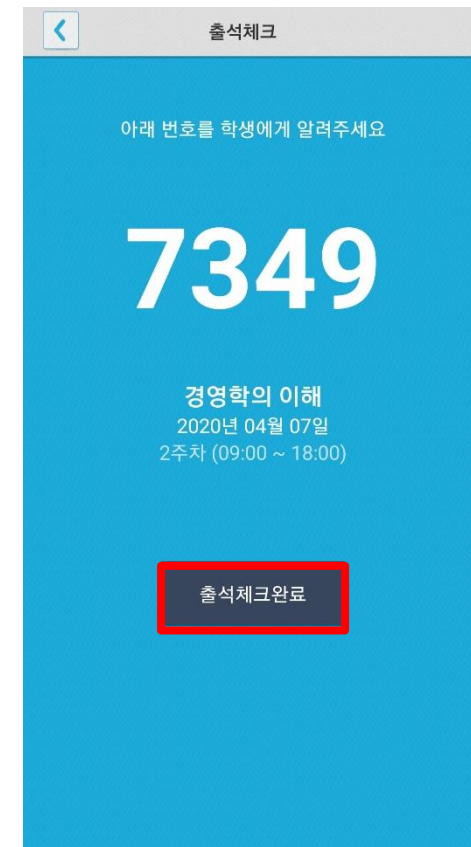 출석체크
아래 번호를 학생에게 알려주세요
7349
경영학의 이해
2020년 04월 07일
2주차 (09:00 ~ 18:00)
출석체크완료